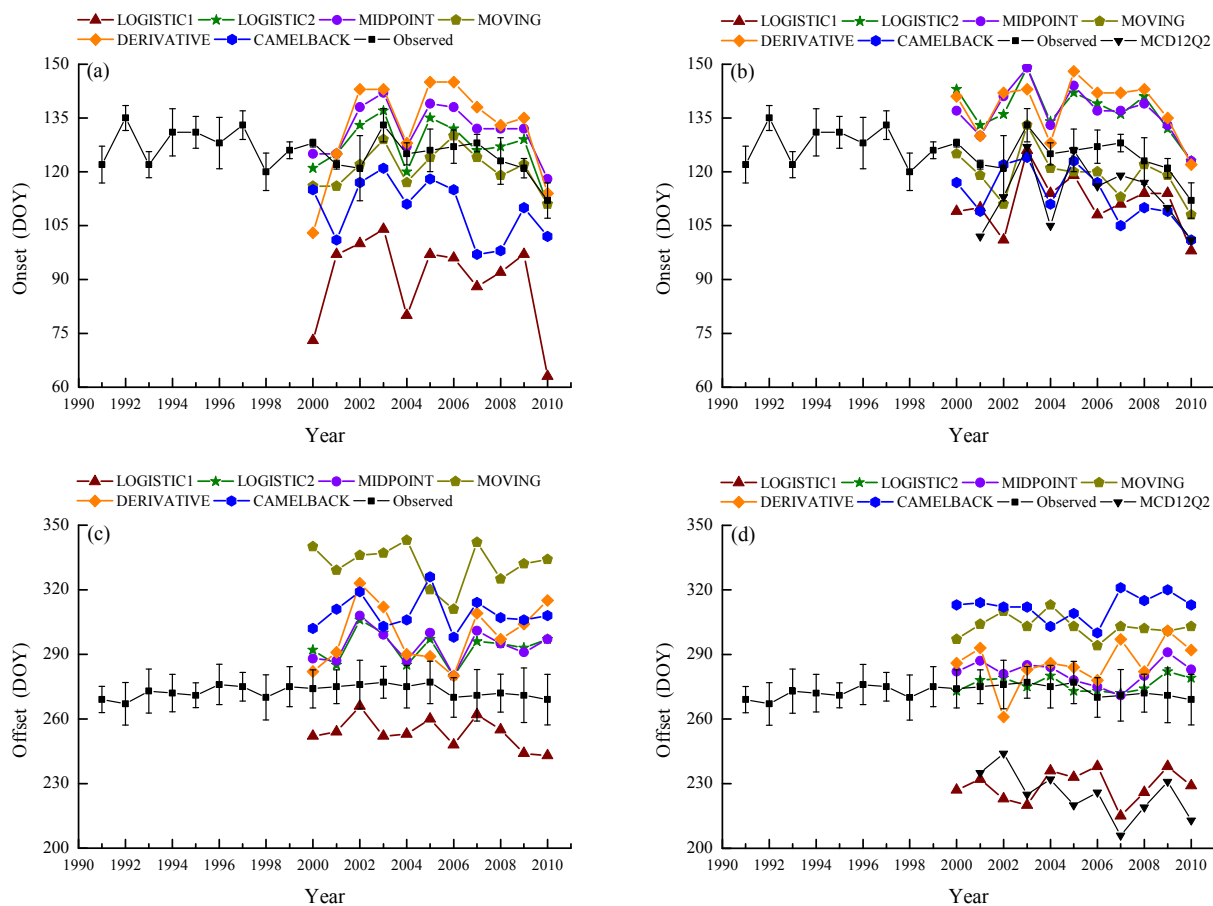 LOGISTIC1 LOGISTIC2 MIDPOINT MOVING
DERIVATIVE CAMELBACK Observed
(a)
150
135
120
105
90
75
60
Onset (DOY)
1990 1992 1994 1996 1998 2000 2002 2004 2006 2008 2010
Year
LOGISTIC1 LOGISTIC2 MIDPOINT MOVING
DERIVATIVE CAMELBACK Observed MCD12Q2
(b)
150
135
120
105
90
75
60
Onset (DOY)
1990 1992 1994 1996 1998 2000 2002 2004 2006 2008 2010
Year
LOGISTIC1 LOGISTIC2 MIDPOINT MOVING
DERIVATIVE CAMELBACK Observed
(c)
350
320
290
260
230
200
Offset (DOY)
1990 1992 1994 1996 1998 2000 2002 2004 2006 2008 2010
Year
LOGISTIC1 LOGISTIC2 MIDPOINT MOVING
DERIVATIVE CAMELBACK Observed MCD12Q2
(d)
350
320
290
260
230
200
Offset (DOY)
1990 1992 1994 1996 1998 2000 2002 2004 2006 2008 2010
Year